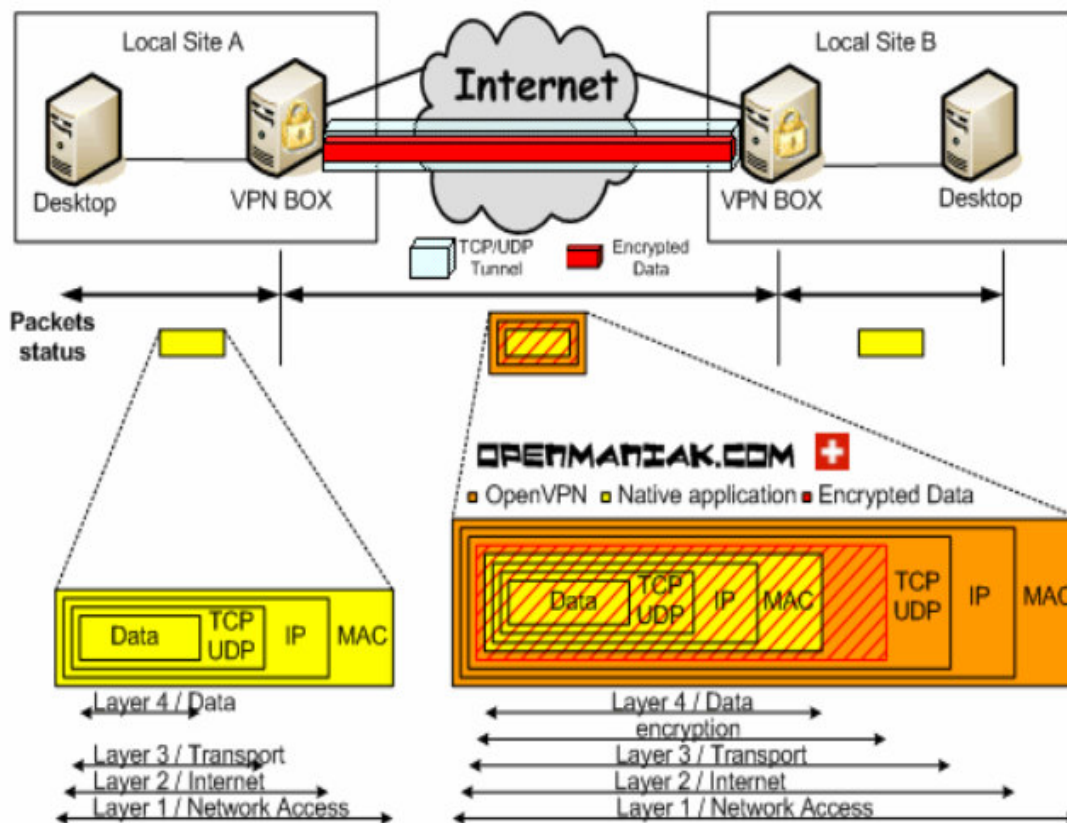 Local Site A
Internet
Local Site B
Desktop
VPN BOX
VPN BOX
Desktop
TCP/UDP
Tunnel
Encrypted
Data
Packets
status
OPENMANIAK.COM
OpenVPN
Native application
Encrypted Data
Data
TCP
UDP
IP
MAC
Data
TCP
UDP
IP
MAC
TCP
UDP
IP
MAC
Layer 4 / Data
Layer 3 / Transport
Layer 2 / Internet
Layer 1 / Network Access
Layer 4 / Data
encryption
Layer 3 / Transport
Layer 2 / Internet
Layer 1 / Network Access